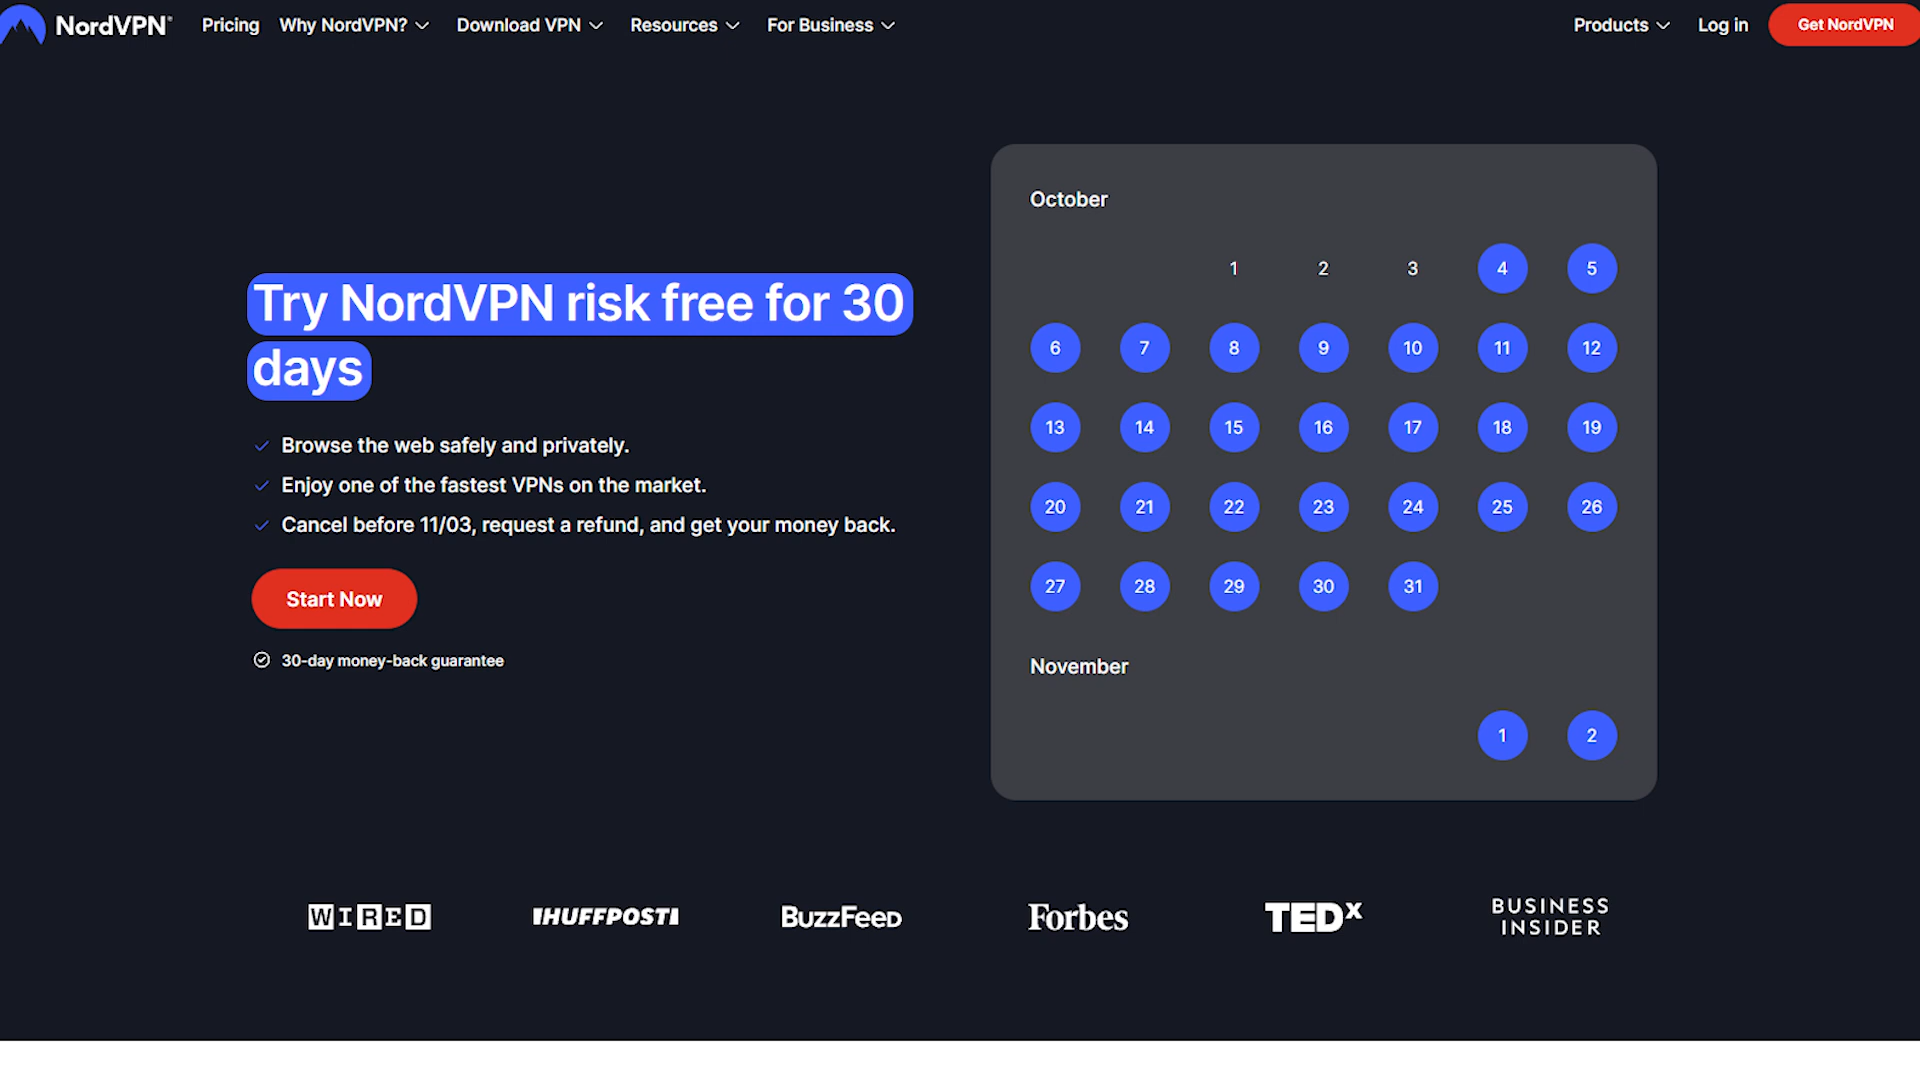 NordVPN®
Pricing
Why NordVPN?
Download VPN
Resources
For Business
Products
Log in
Get NordVPN
Try NordVPN risk free for 30
days
Browse the web safely and privately.
Enjoy one of the fastest VPNs on the market.
Cancel before 11/03, request a refund, and get your money back.
Start Now
30-day money-back guarantee
October
1 2 3 4 5
6 7 8 9 10 11 12
13 14 15 16 17 18 19
20 21 22 23 24 25 26
27 28 29 30 31
November
1 2
WIRED
HUFFPOST
BUZZFEED
Forbes
TEDx
BUSINESS
INSIDER